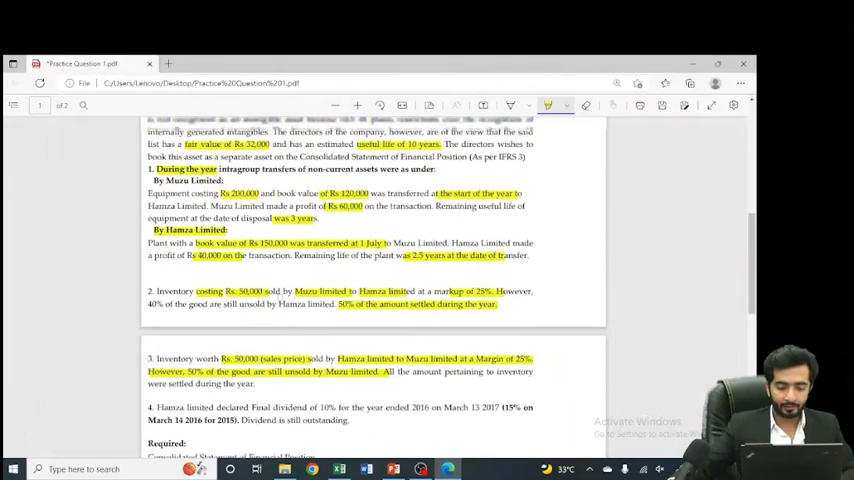 Practice Question 1.pdf
File
C:/Users/Lenovo/Desktop/Practice%20Question%201.pdf
1 of 2
internally generated intangibles. The directors of the company, however, are of the view that the said
list has a fair value of Rs 32,000 and has an estimated useful life of 10 years. The directors wishes to
book this asset as a separate asset on the Consolidated Statement of Financial Position (As per IFRS 3)
1. During the year intragroup transfers of non-current assets were as under:
By Muzu Limited:
Equipment costing Rs 200,000 and book value of Rs 120,000 was transferred at the start of the year to
Hamza Limited. Muzu Limited made a profit of Rs 60,000 on the transaction. Remaining useful life of
equipment at the date of disposal was 3 years.
By Hamza Limited:
Plant with a book value of Rs 150,000 was transferred at 1 July to Muzu Limited. Hamza Limited made
a profit of Rs 40,000 on the transaction. Remaining life of the plant was 2.5 years at the date of transfer.
2. Inventory costing Rs. 50,000 sold by Muzu limited to Hamza limited at a markup of 25%. However,
40% of the good are still unsold by Hamza limited. 50% of the amount settled during the year.
3. Inventory worth Rs. 50,000 (sales price) sold by Hamza limited to Muzu limited at a Margin of 25%.
However, 50% of the good are still unsold by Muzu limited. All the amount pertaining to inventory
were settled during the year.
4. Hamza limited declared Final dividend of 10% for the year ended 2016 on March 13 2017 (15% on
March 14 2016 for 2015). Dividend is still outstanding.
Required:
Consolidated Statement of Financial Position
Activate Windows
Go to Settings to activate Win
Type here to search
33°C